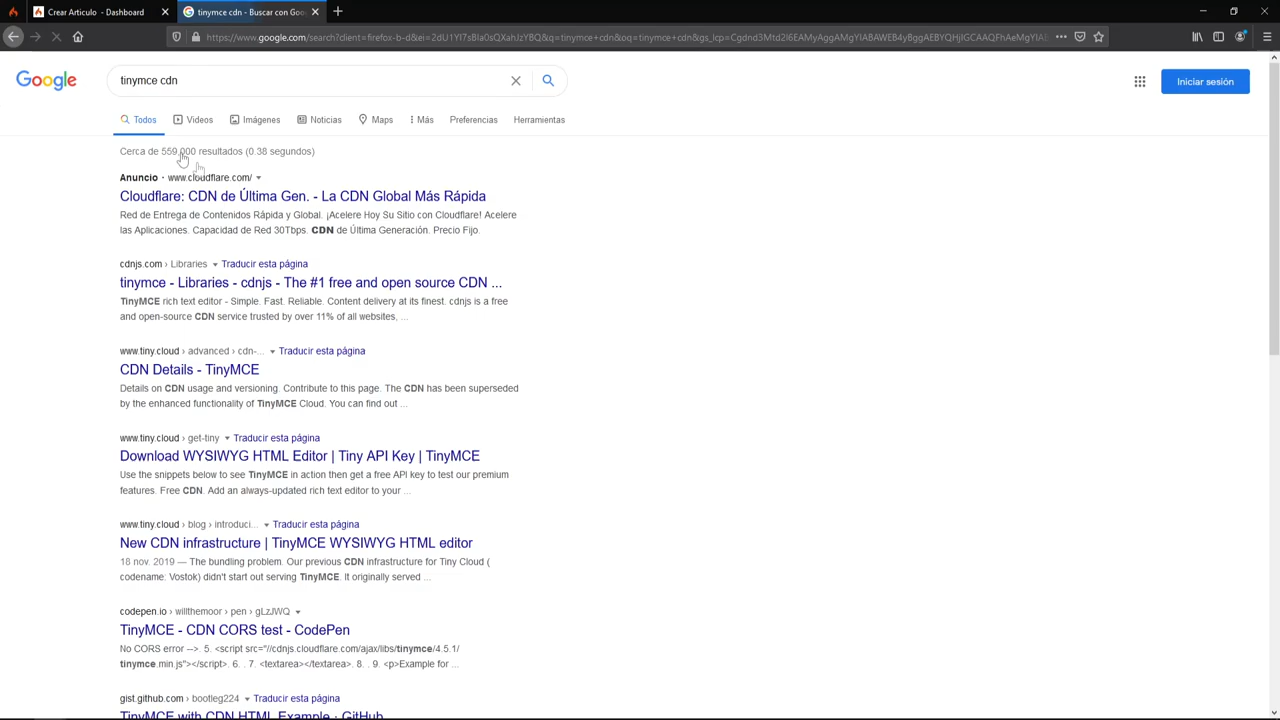 Crear Articulo - Dashboard
tinymce cdn - Buscar con Goo
https://www.google.com/search?client=firefox-b-d&ei=
Google
tinymce cdn
Iniciar sesión
Todos
Videos
Imágenes
Noticias
Maps
Más
Preferencias
Herramientas
Cerca de 559,000 resultados (0.38 segundos)
Anuncio · www.cloudflare.com/
Cloudflare: CDN de Última Gen. - La CDN Global Más Rápida
Red de Entrega de Contenidos Rápida y Global. ¡Acelere Hoy Su Sitio con Cloudflare! Acelere
las Aplicaciones. Capacidad de Red 30Tbps. CDN de Última Generación. Precio Fijo.
cdnjs.com › Libraries Traducir esta página
tinymce - Libraries - cdnjs - The #1 free and open source CDN ...
TinyMCE rich text editor - Simple. Fast. Reliable. Content delivery at its finest. cdnjs is a free
and open-source CDN service trusted by over 11% of all websites, ...
www.tiny.cloud › advanced › cdn-... Traducir esta página
CDN Details - TinyMCE
Details on CDN usage and versioning. Contribute to this page. The CDN has been superseded
by the enhanced functionality of TinyMCE Cloud. You can find out ...
www.tiny.cloud › get-tiny Traducir esta página
Download WYSIWYG HTML Editor | Tiny API Key | TinyMCE
Use the snippets below to see TinyMCE in action then get a free API key to test our premium
features. Free CDN. Add an always-updated rich text editor to your ...
www.tiny.cloud › blog › introduci... Traducir esta página
New CDN infrastructure | TinyMCE WYSIWYG HTML editor
18 nov. 2019 — The bundling problem. Our previous CDN infrastructure for Tiny Cloud (
codename: Vostok) didn't start out serving TinyMCE. It originally served ...
codepen.io › willthemoor › pen › gLzJWQ
TinyMCE - CDN CORS test - CodePen
No CORS error -->. 5. <script src="//cdnjs.cloudflare.com/ajax/libs/tinymce/4.5.1/
tinymce.min.js"></script>. 6. . 7. <textarea></textarea>. 8. . 9. <p>Example for ...
gist.github.com › bootleg224 Traducir esta página
TinyMCE with CDN HTML Example · GitHub